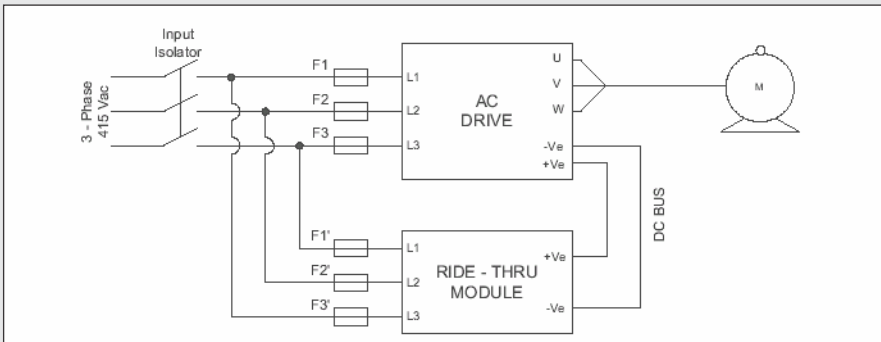 Input
Isolator
3 - Phase
415 Vac
F1
F2
F3
L1
L2
L3
AC
DRIVE
U
V
W
-Ve
+Ve
M
DC BUS
F1'
F2'
F3'
L1
L2
L3
RIDE - THRU
MODULE
+Ve
-Ve